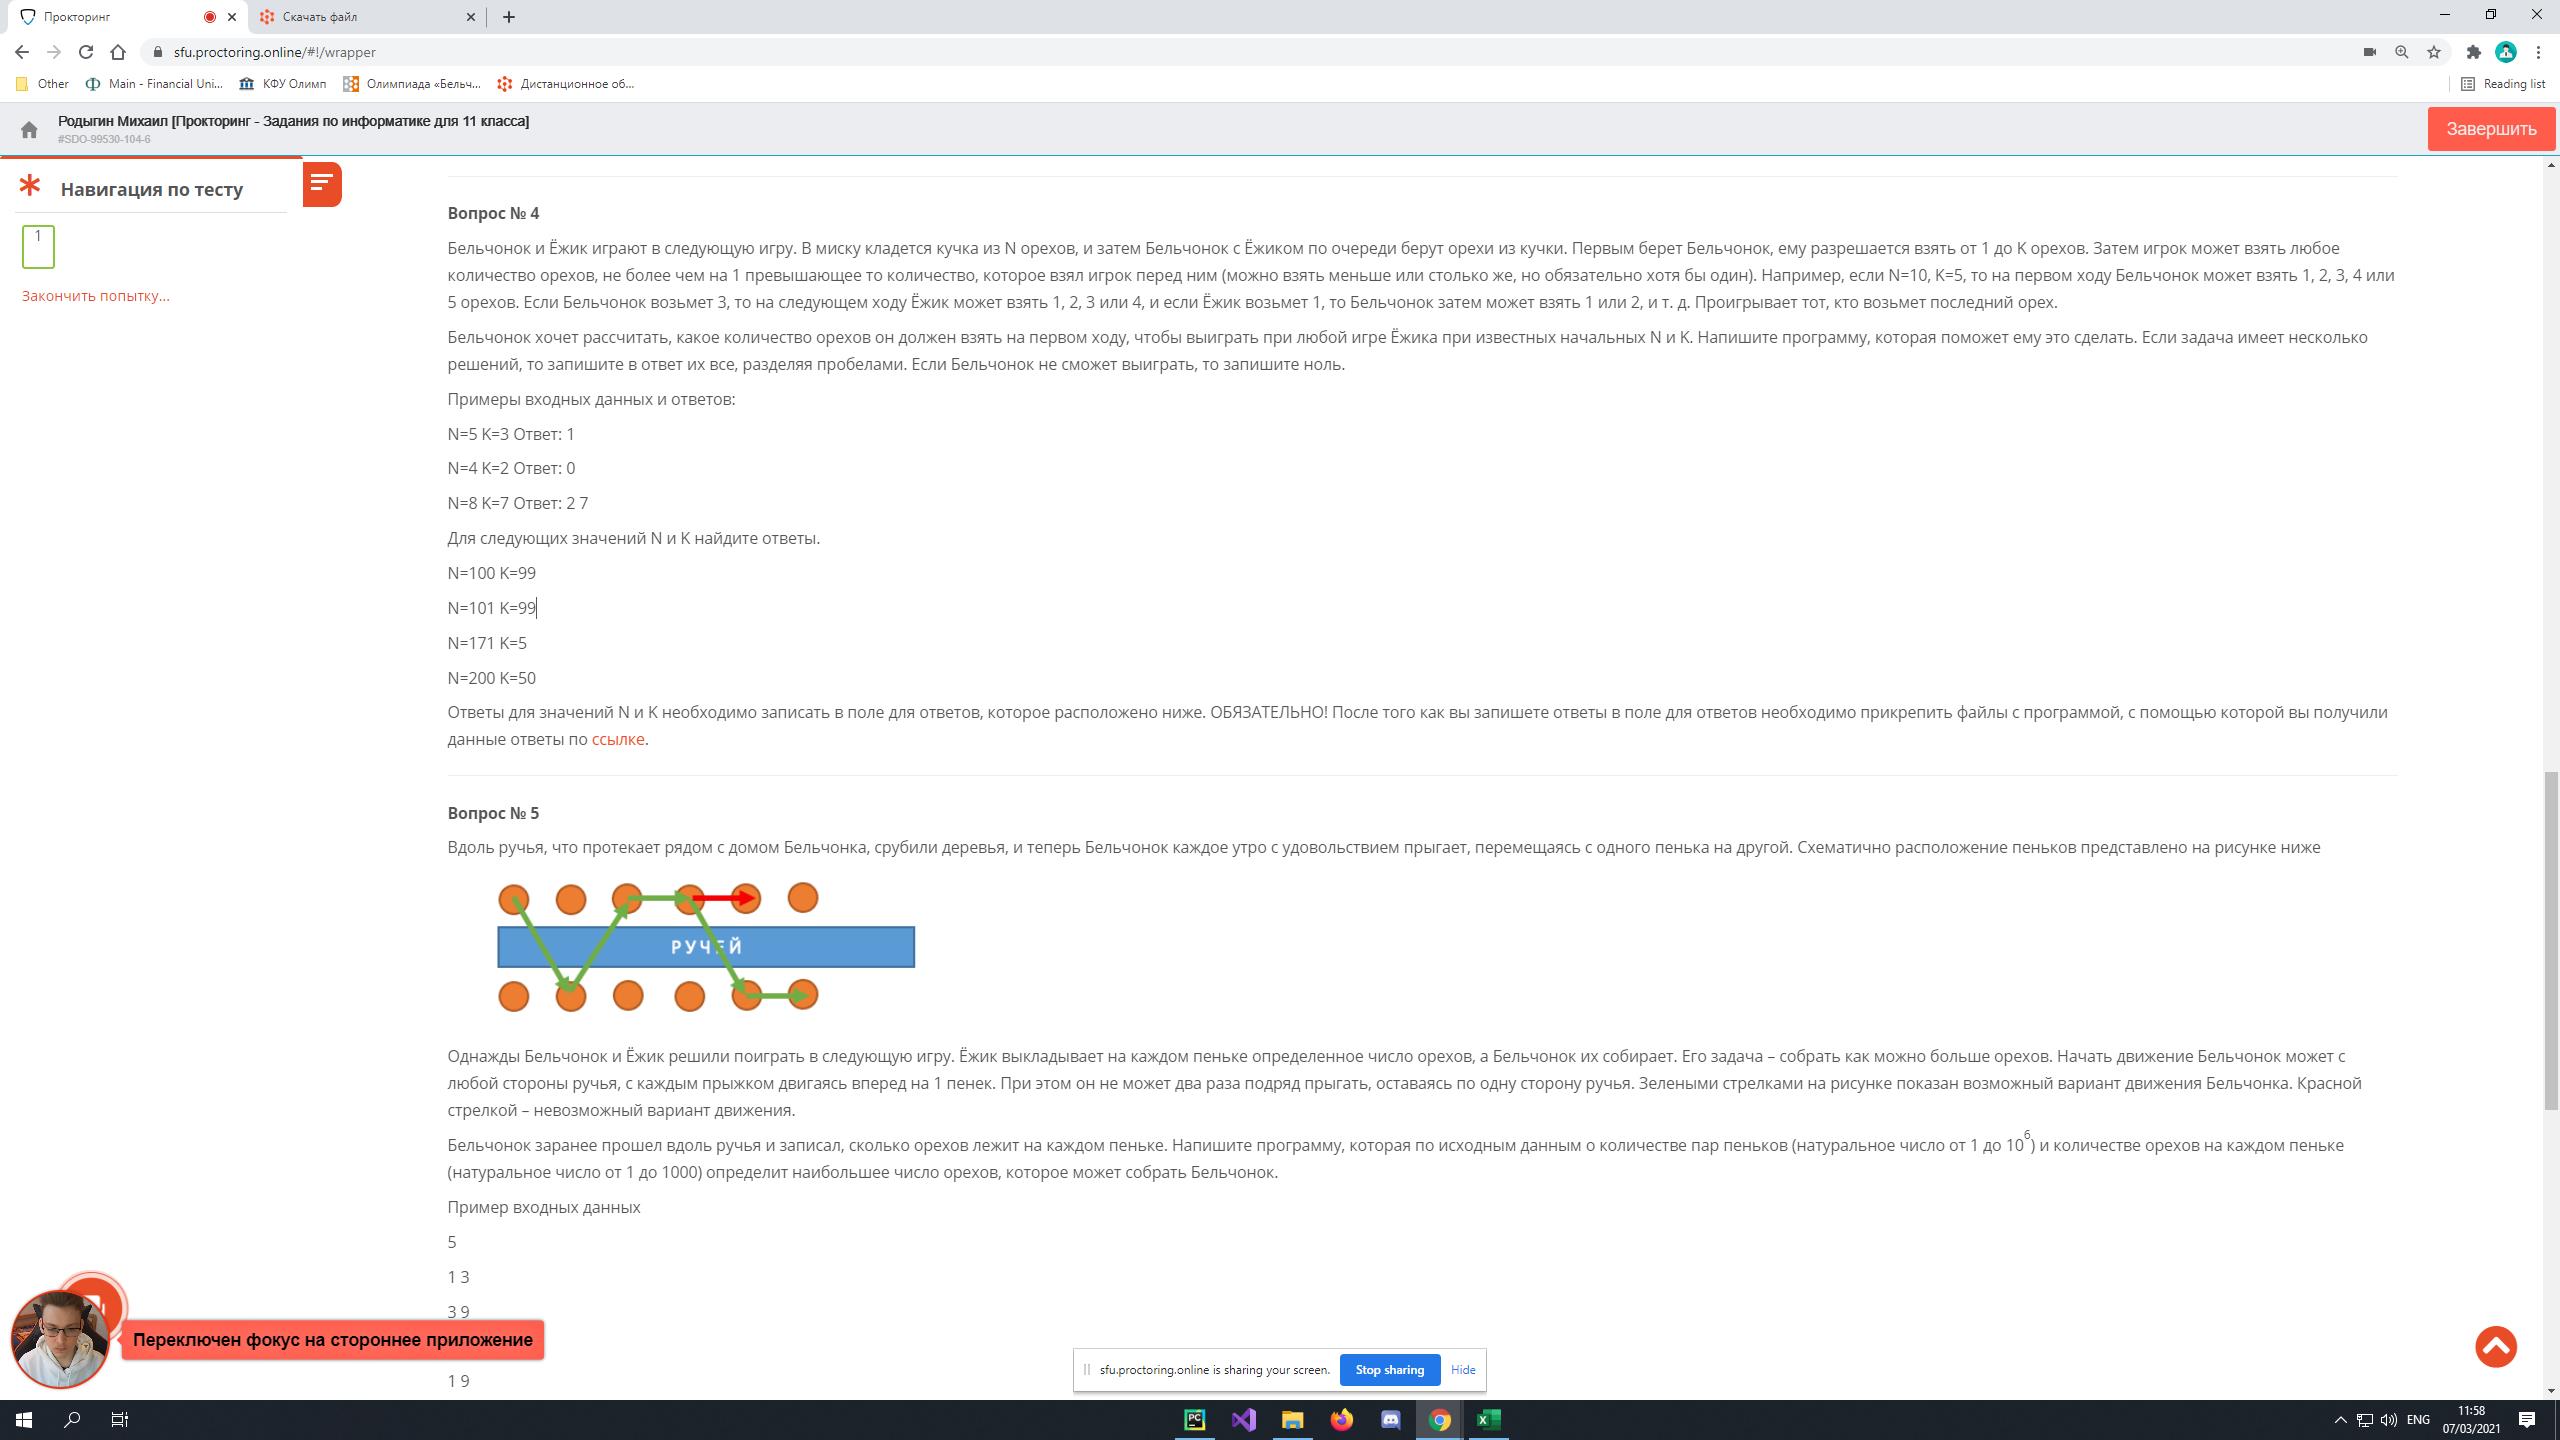 Прокторинг
Скачать файл
sfu.proctoring.online/#!/wrapper
Other
Main - Financial Uni...
КФУ Олимп
Олимпиада «Бельч...
Дистанционное об...
Reading list
Родыгин Михаил [Прокторинг - Задания по информатике для 11 класса]
#SDO-99530-104-6
Завершить
Навигация по тесту
1
Закончить попытку...
Вопрос № 4
Бельчонок и Ёжик играют в следующую игру. В миску кладется кучка из N орехов, и затем Бельчонок с Ёжиком по очереди берут орехи из кучки. Первым берет Бельчонок, ему разрешается взять от 1 до K орехов. Затем игрок может взять любое
количество орехов, не более чем на 1 превышающее то количество, которое взял игрок перед ним (можно взять меньше или столько же, но обязательно хотя бы один). Например, если N=10, K=5, то на первом ходу Бельчонок может взять 1, 2, 3, 4 или
5 орехов. Если Бельчонок возьмет 3, то на следующем ходу Ёжик может взять 1, 2, 3 или 4, и если Ёжик возьмет 1, то Бельчонок затем может взять 1 или 2, и т. д. Проигрывает тот, кто возьмет последний орех.
Бельчонок хочет рассчитать, какое количество орехов он должен взять на первом ходу, чтобы выиграть при любой игре Ёжика при известных начальных N и K. Напишите программу, которая поможет ему это сделать. Если задача имеет несколько
решений, то запишите в ответ их все, разделяя пробелами. Если Бельчонок не сможет выиграть, то запишите ноль.
Примеры входных данных и ответов:
N=5 K=3 Ответ: 1
N=4 K=2 Ответ: 0
N=8 K=7 Ответ: 2 7
Для следующих значений N и K найдите ответы.
N=100 K=99
N=101 K=99
N=171 K=5
N=200 K=50
Ответы для значений N и K необходимо записать в поле для ответов, которое расположено ниже. ОБЯЗАТЕЛЬНО! После того как вы запишете ответы в поле для ответов необходимо прикрепить файлы с программой, с помощью которой вы получили
данные ответы по ссылке.
Вопрос № 5
Вдоль ручья, что протекает рядом с домом Бельчонка, срубили деревья, и теперь Бельчонок каждое утро с удовольствием прыгает, перемещаясь с одного пенька на другой. Схематично расположение пеньков представлено на рисунке ниже
РУЧЕЙ
Однажды Бельчонок и Ёжик решили поиграть в следующую игру. Ёжик выкладывает на каждом пеньке определенное число орехов, а Бельчонок их собирает. Его задача – собрать как можно больше орехов. Начать движение Бельчонок может с
любой стороны ручья, с каждым прыжком двигаясь вперед на 1 пенек. При этом он не может два раза подряд прыгать, оставаясь по одну сторону ручья. Зелеными стрелками на рисунке показан возможный вариант движения Бельчонка. Красной
стрелкой – невозможный вариант движения.
Бельчонок заранее прошел вдоль ручья и записал, сколько орехов лежит на каждом пеньке. Напишите программу, которая по исходным данным о количестве пар пеньков (натуральное число от 1 до 10⁶) и количестве орехов на каждом пеньке
(натуральное число от 1 до 1000) определит наибольшее число орехов, которое может собрать Бельчонок.
Пример входных данных
5
1 3
3 9
Переключен фокус на стороннее приложение
sfu.proctoring.online is sharing your screen.
Stop sharing
Hide
1 9
PC
ENG
11:58
07/03/2021